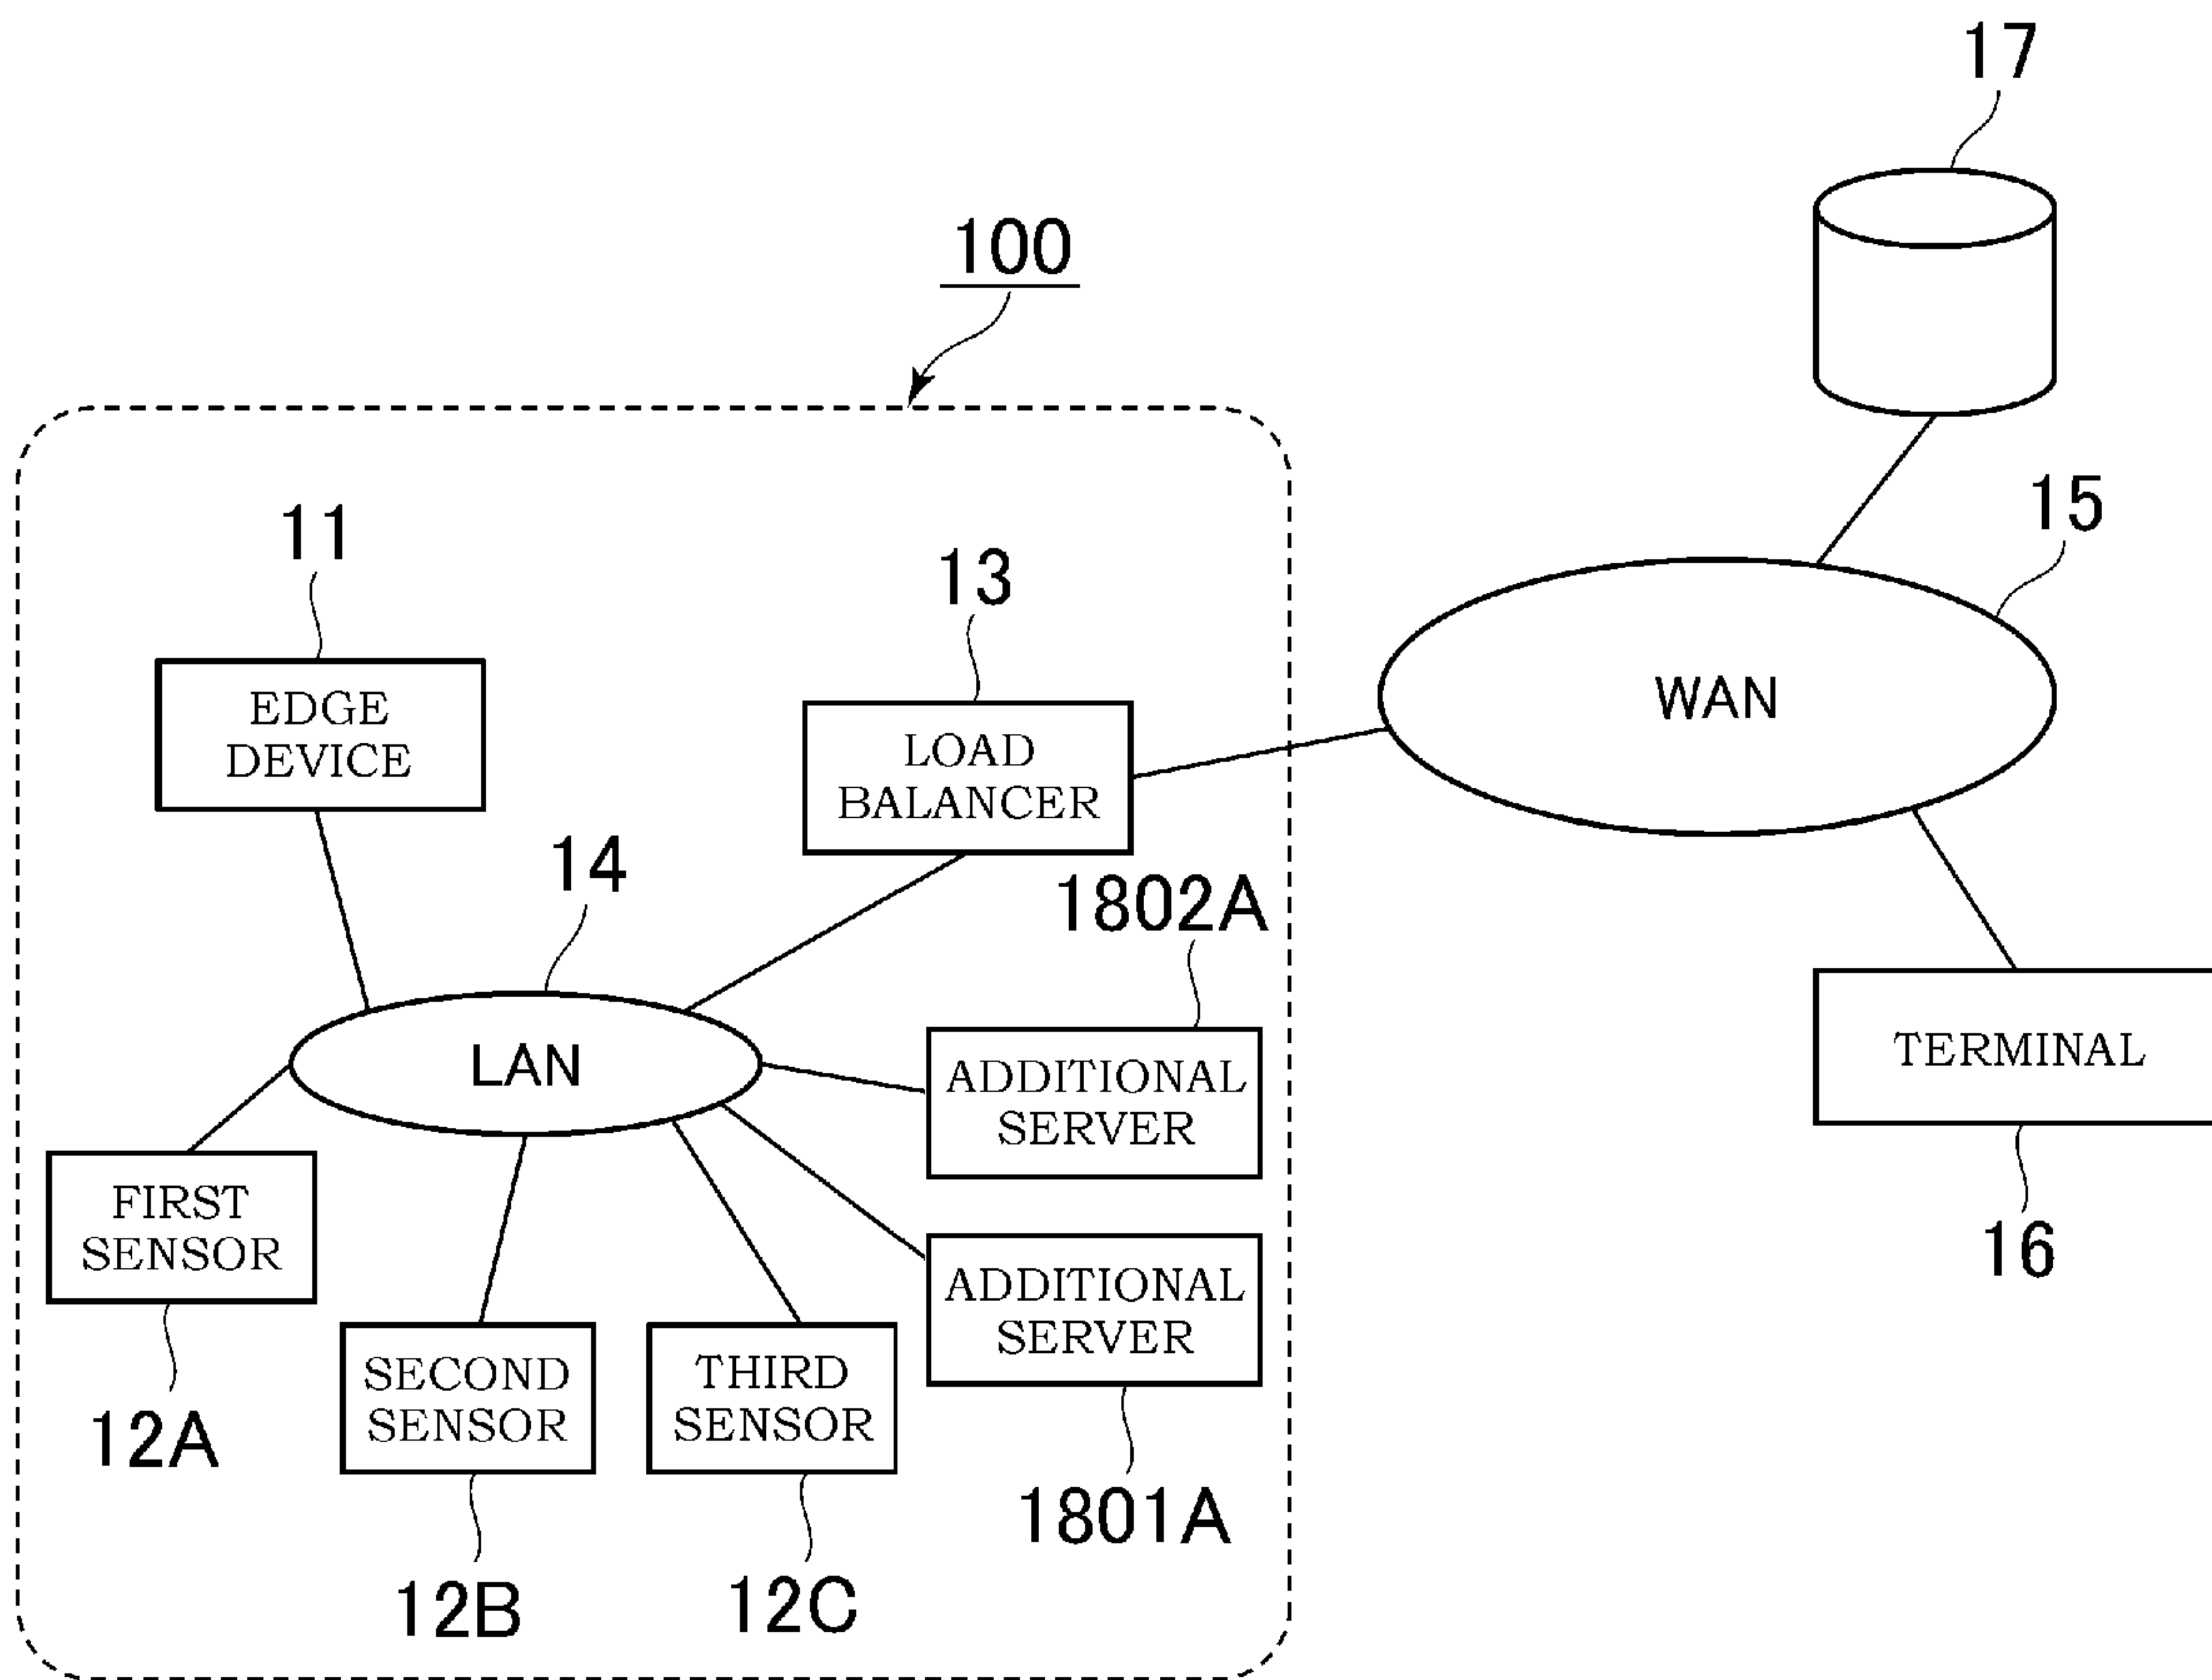 17
100
15
11
13
EDGE
DEVICE
WAN
LOAD
BALANCER
14
1802A
LAN
ADDITIONAL
SERVER
TERMINAL
FIRST
SENSOR
16
ADDITIONAL
SERVER
12A
SECOND
SENSOR
THIRD
SENSOR
1801A
12B
12C